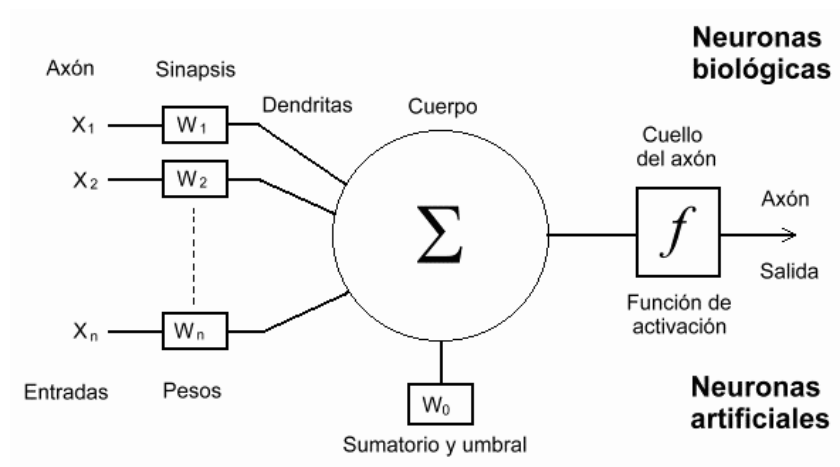 Neuronas
biológicas
Axón
Sinapsis
Dendritas
Cuerpo
Cuello
del axón
X1
W1
X2
W2
Σ
f
Axón
Salida
Xn
Wn
Función de
activación
Entradas
Pesos
W0
Sumatorio y umbral
Neuronas
artificiales